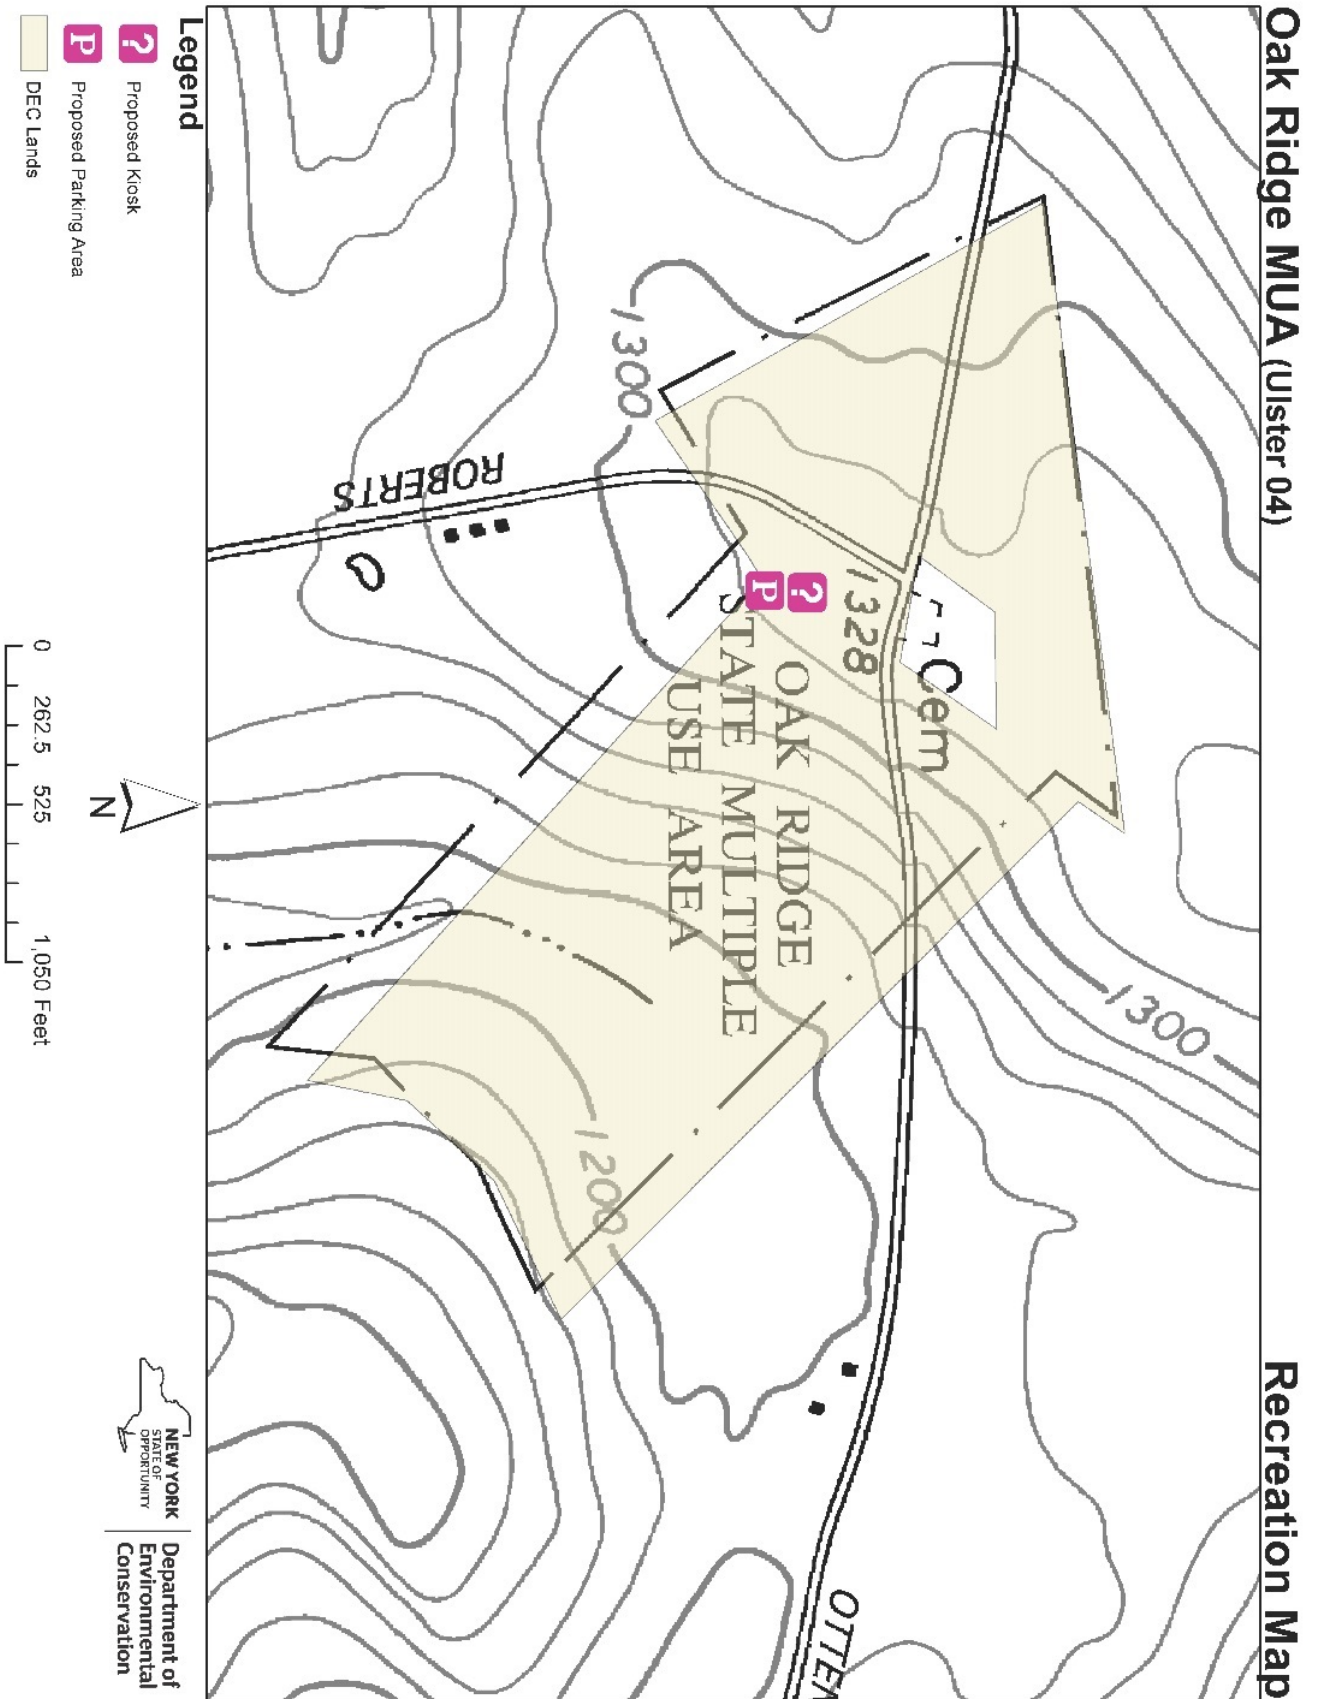 Oak Ridge MUA (Ulster 04)
Recreation Map
1300
ROBERTS
1328
Cem
OAK RIDGE
STATE MULTIPLE
USE AREA
1300
1200
Legend
? Proposed Kiosk
P Proposed Parking Area
DEC Lands
? P
0 262.5 525 1,050 Feet
N
NEW YORK
STATE OF
OPPORTUNITY
Department of
Environmental
Conservation